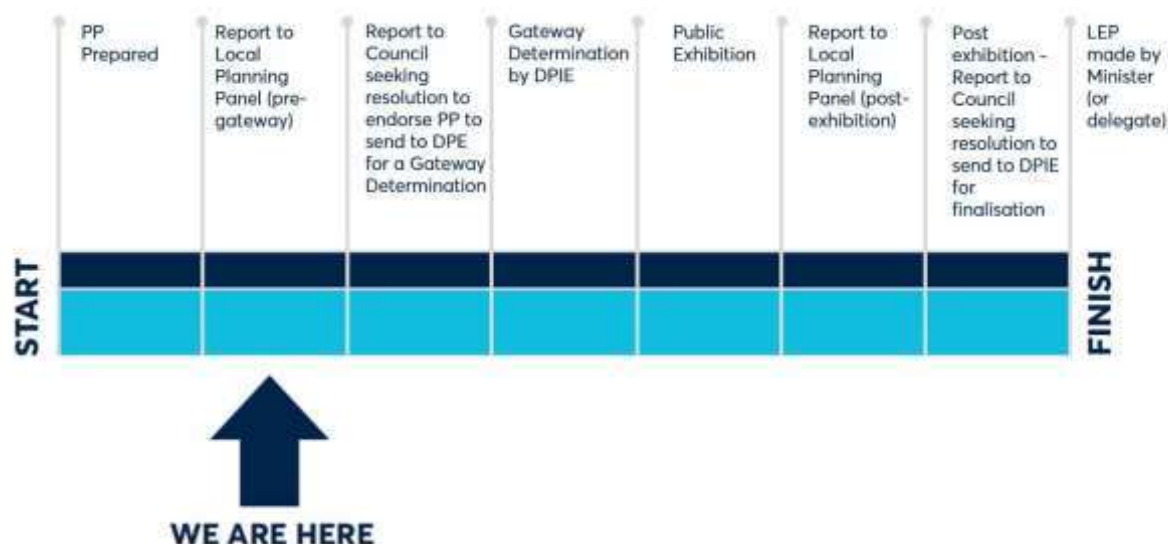 PP
Prepared
Report to
Local
Planning
Panel (pre-
gateway)
Report to
Council
seeking
resolution to
endorse PP to
send to DPE
for a Gateway
Determination
Gateway
Determination
by DPIE
Public
Exhibition
Report to
Local
Planning
Panel (post-
exhibition)
Post
exhibition -
Report to
Council
seeking
resolution to
send to DPIE
for
finalisation
LEP
made by
Minister
(or
delegate)
START
FINISH
WE ARE HERE